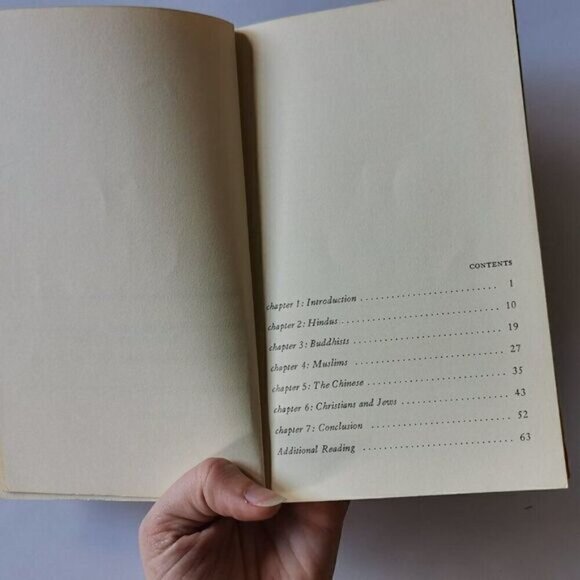 CONTENTS
chapter 1: Introduction . . . . . . . . . . . . . . . . . . . . . . . . . 1
chapter 2: Hindus . . . . . . . . . . . . . . . . . . . . . . . . . . . . 10
chapter 3: Buddhists . . . . . . . . . . . . . . . . . . . . . . . . . . 19
chapter 4: Muslims . . . . . . . . . . . . . . . . . . . . . . . . . . . 27
chapter 5: The Chinese . . . . . . . . . . . . . . . . . . . . . . . . 35
chapter 6: Christians and Jews . . . . . . . . . . . . . . . . . . . 43
chapter 7: Conclusion . . . . . . . . . . . . . . . . . . . . . . . . 52
Additional Reading . . . . . . . . . . . . . . . . . . . . . . . . . . 63